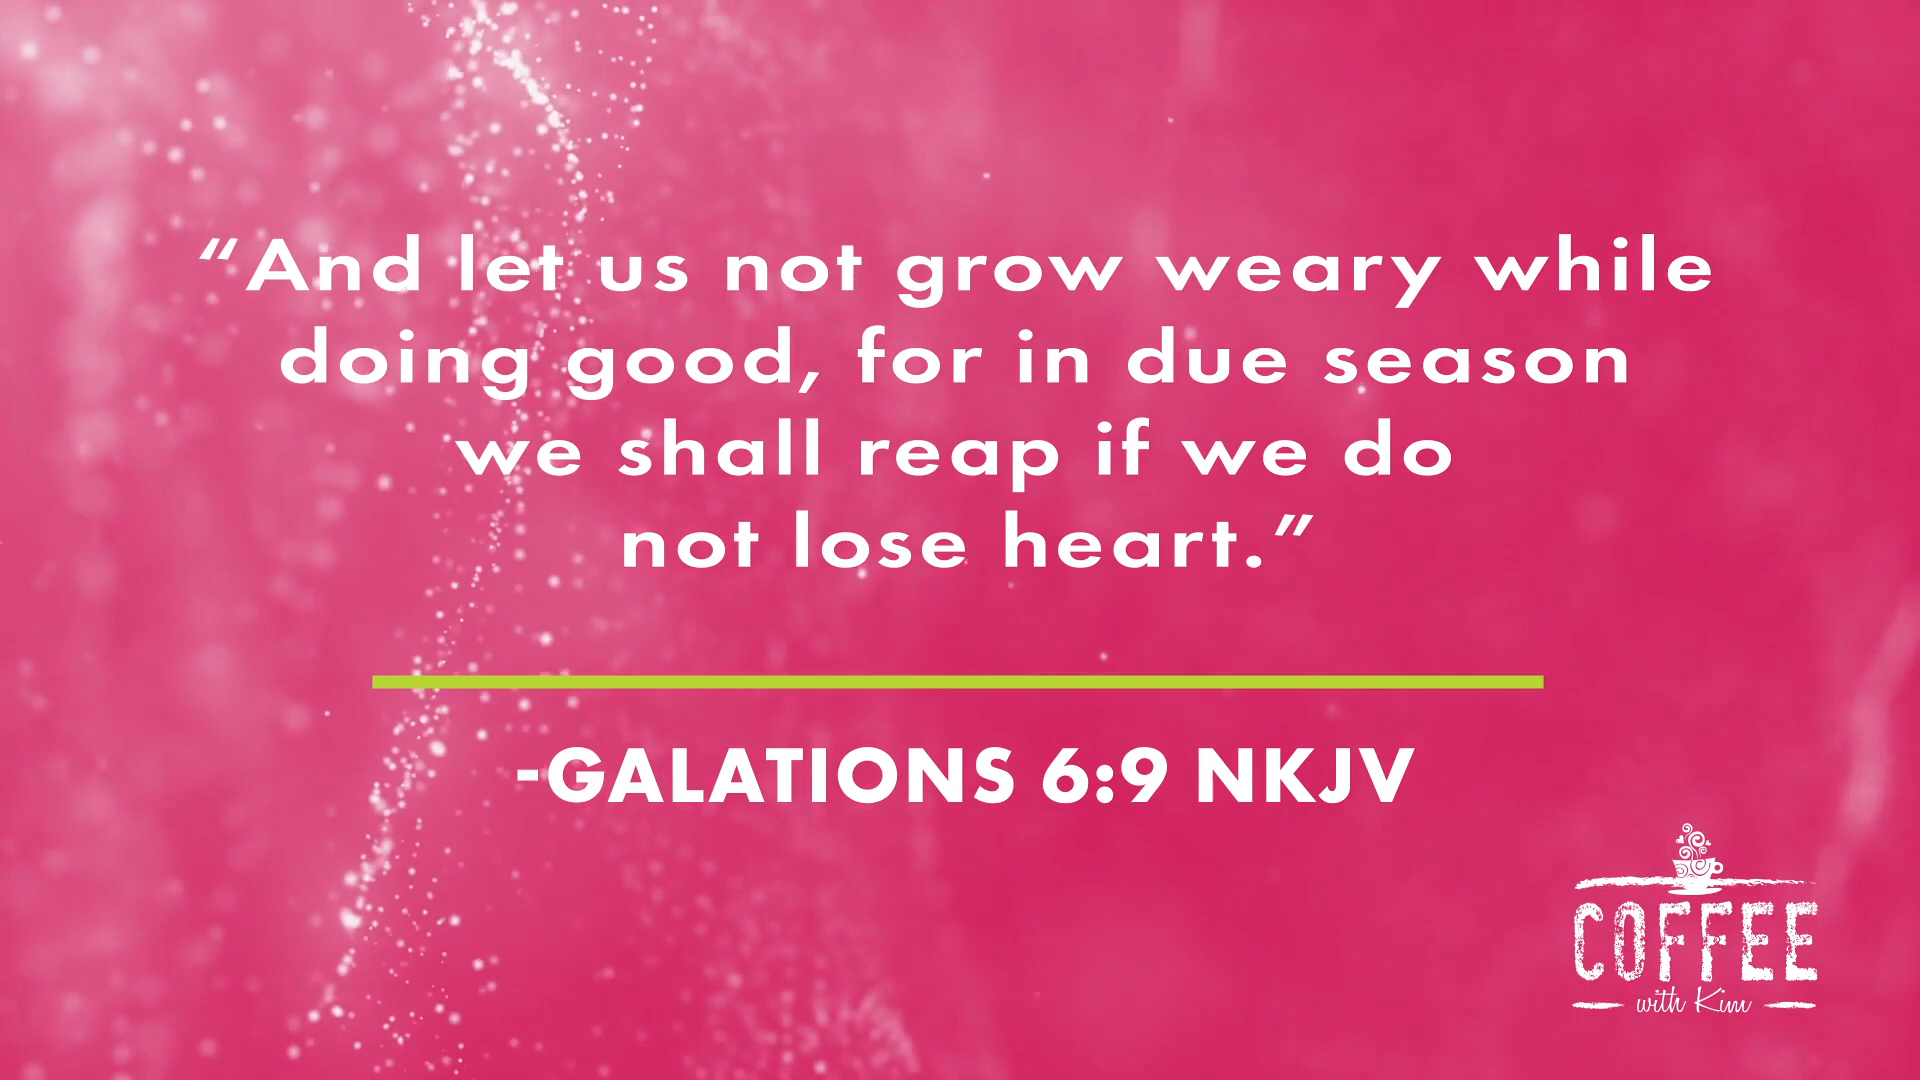 “And let us not grow weary while
doing good, for in due season
we shall reap if we do
not lose heart.”
-GALATIONS 6:9 NKJV
COFFEE
with Kim